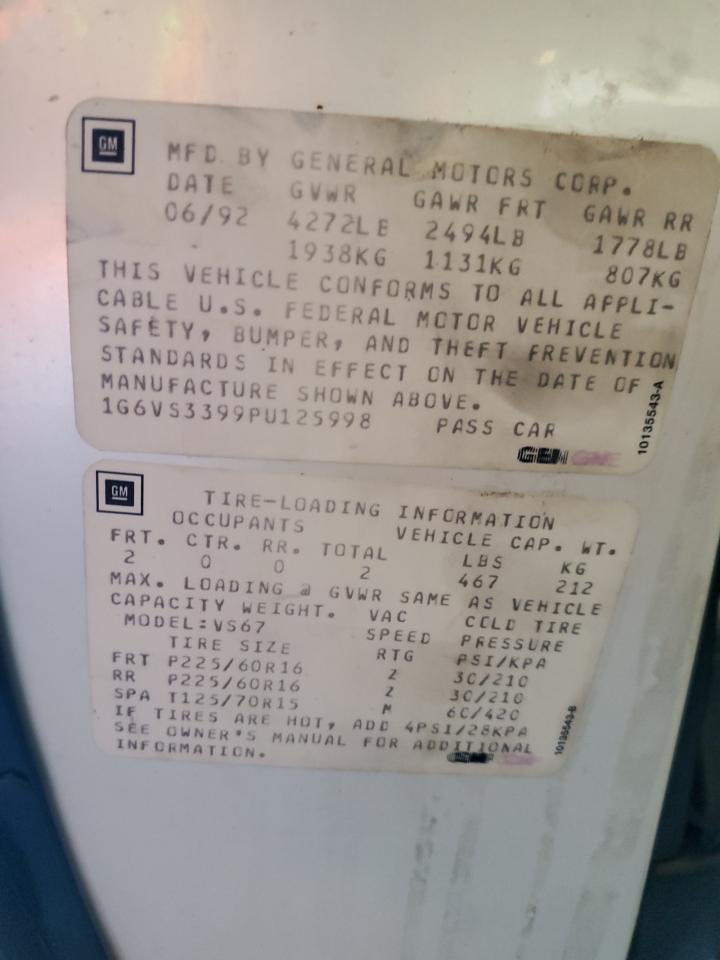 GM
MFD. BY GENERAL MOTORS CORP.
DATE GVWR GAWR FRT GAWR RR
06/92 4272LB 2494LB 1778LB
1938KG 1131KG 807KG
THIS VEHICLE CONFORMS TO ALL APPLI-
CABLE U.S. FEDERAL MOTOR VEHICLE
SAFETY, BUMPER, AND THEFT PREVENTION
STANDARDS IN EFFECT ON THE DATE OF
MANUFACTURE SHOWN ABOVE.
1G6VS3399PU125998 PASS CAR
10135543-A
GM
TIRE-LOADING INFORMATION
OCCUPANTS VEHICLE CAP. WT.
FRT. CTR. RR. TOTAL LBS KG
2 0 0 2 467 212
MAX. LOADING @ GVWR SAME AS VEHICLE
CAPACITY WEIGHT. VAC COLD TIRE
MODEL:VS67 SPEED PRESSURE
TIRE SIZE RTG PSI/KPA
FRT P225/60R16 Z 30/210
RR P225/60R16 Z 30/210
SPA T125/70R15 M 60/420
IF TIRES ARE HOT, ADD 4PSI/28KPA
SEE OWNER'S MANUAL FOR ADDITIONAL
INFORMATION.
10135543-B